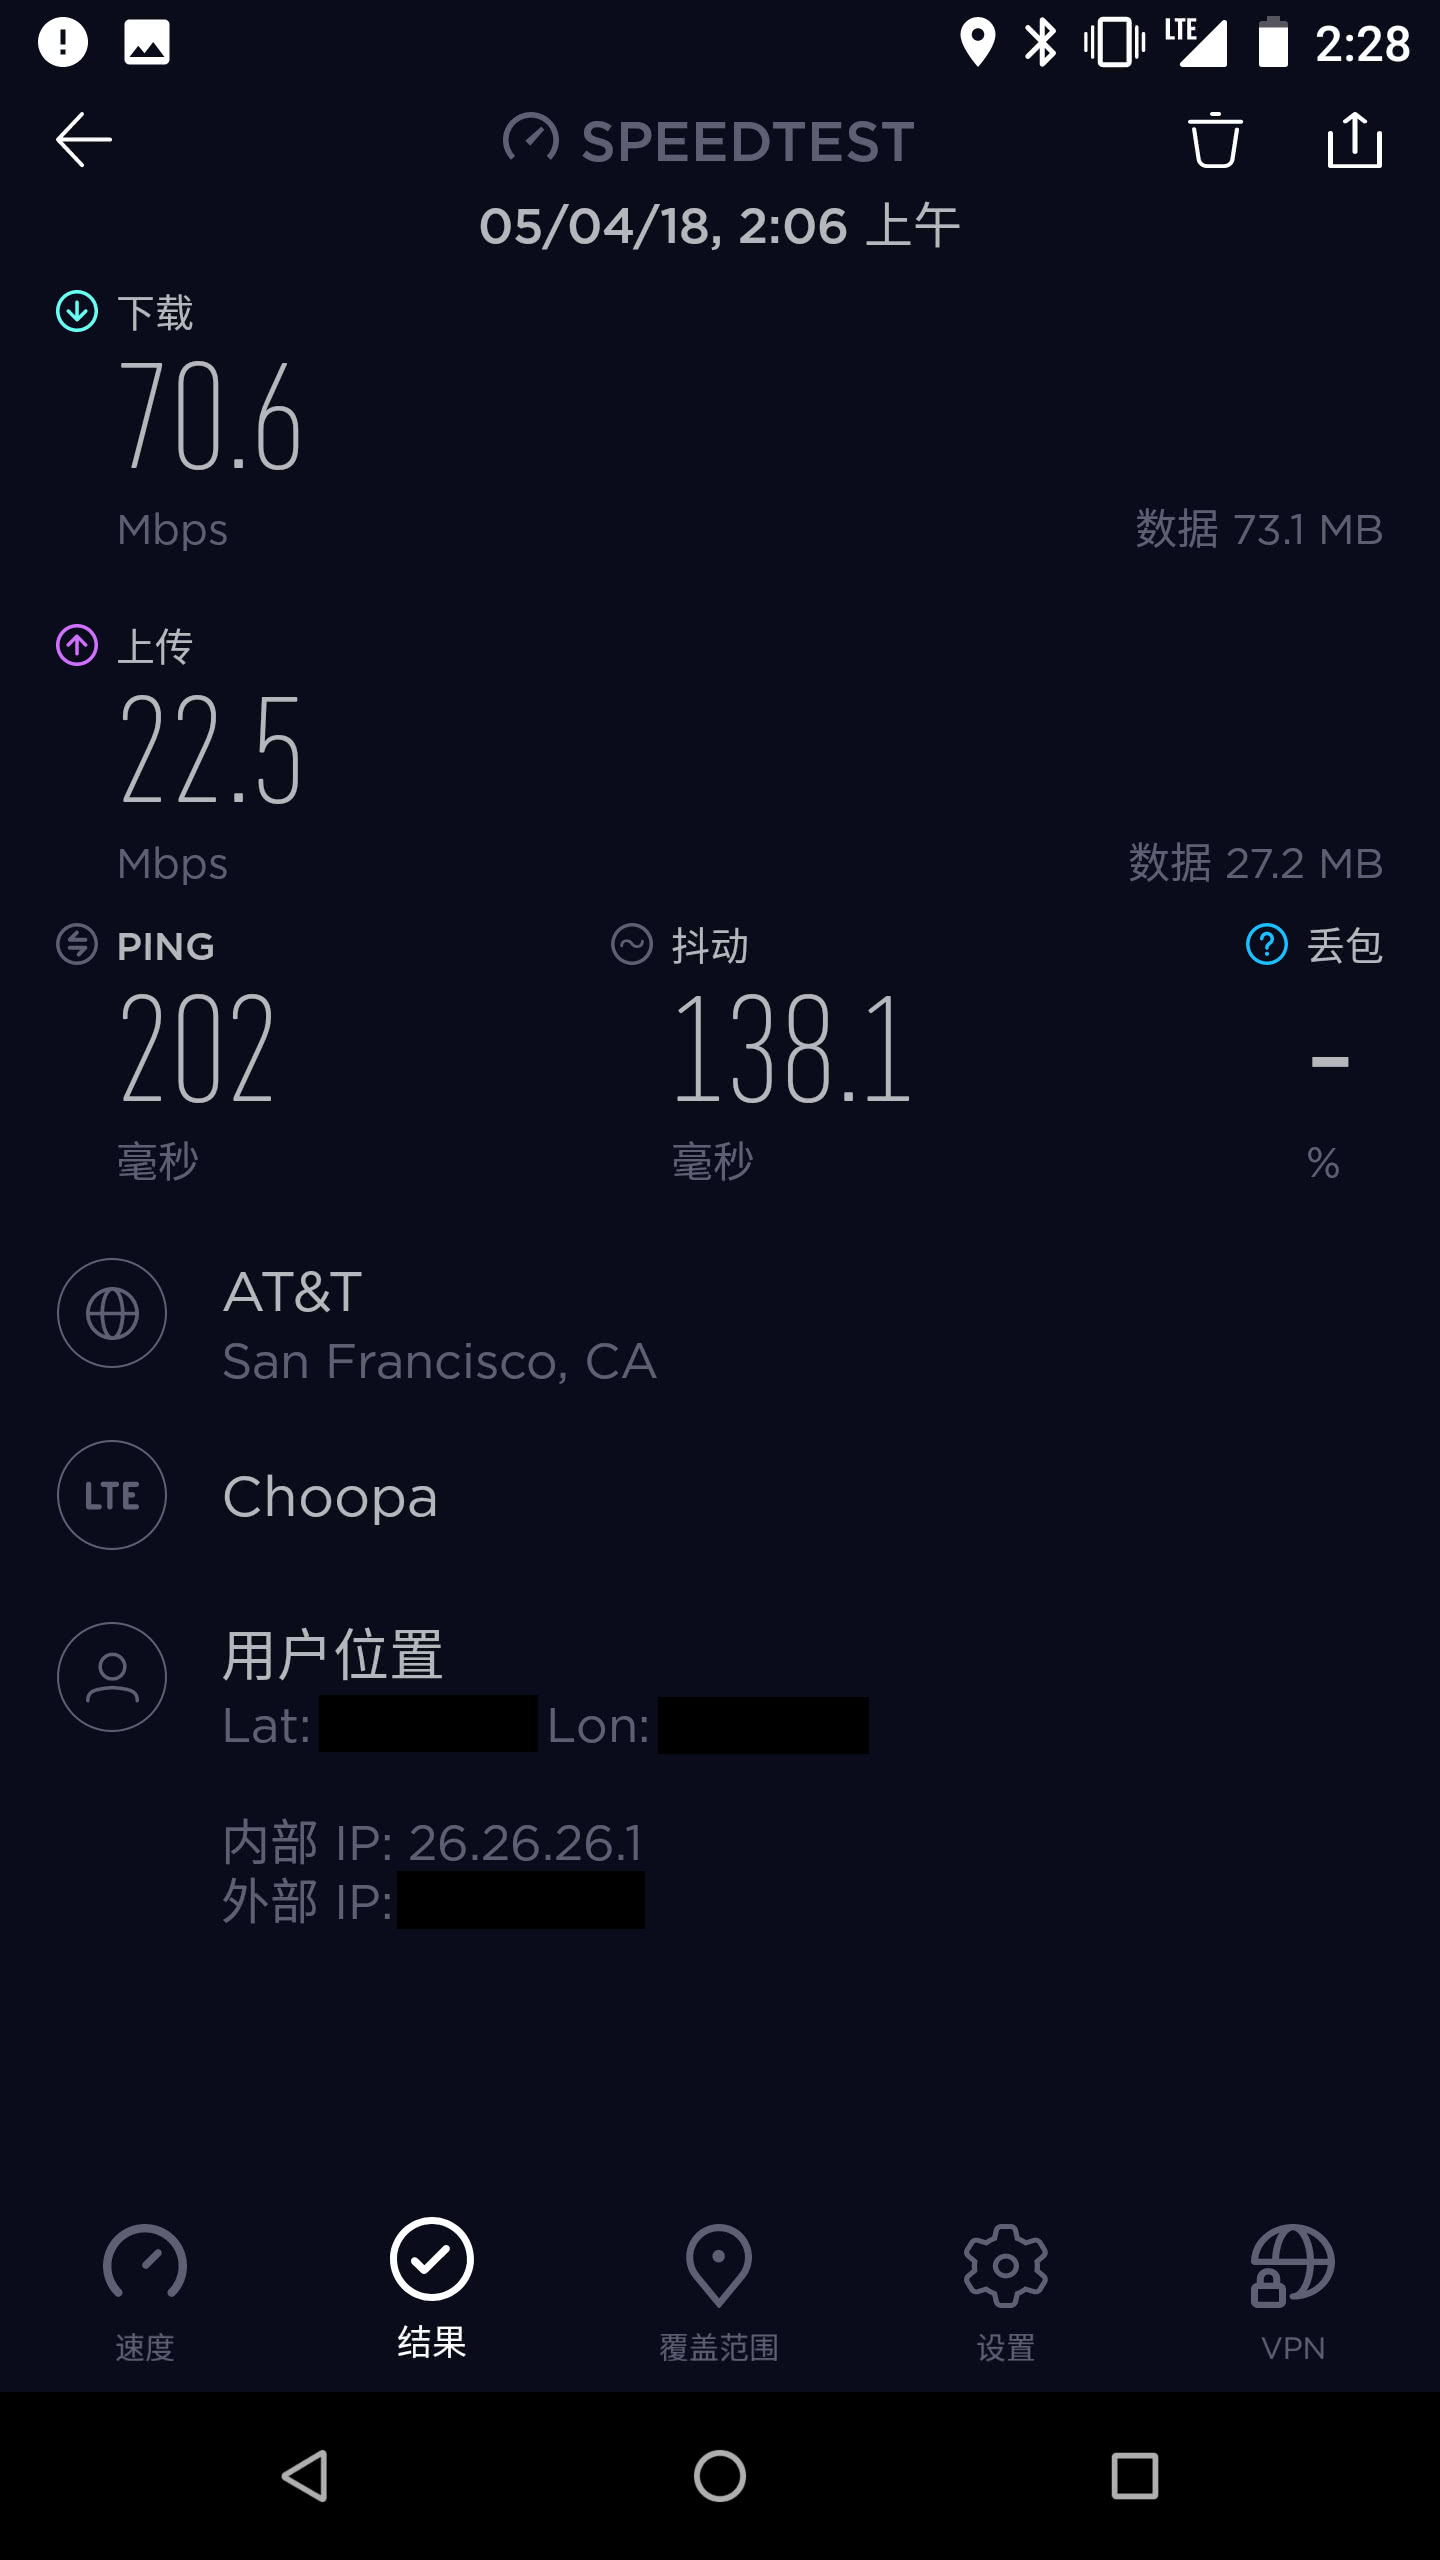 LTE 2:28
SPEEDTEST
05/04/18, 2:06 上午
下载
70.6
Mbps 数据 73.1 MB
上传
22.5
Mbps 数据 27.2 MB
PING 抖动 丢包
202 138.1 -
毫秒 毫秒 %
AT&T
San Francisco, CA
LTE Choopa
用户位置
Lat: Lon:
内部 IP: 26.26.26.1
外部 IP:
速度 结果 覆盖范围 设置 VPN